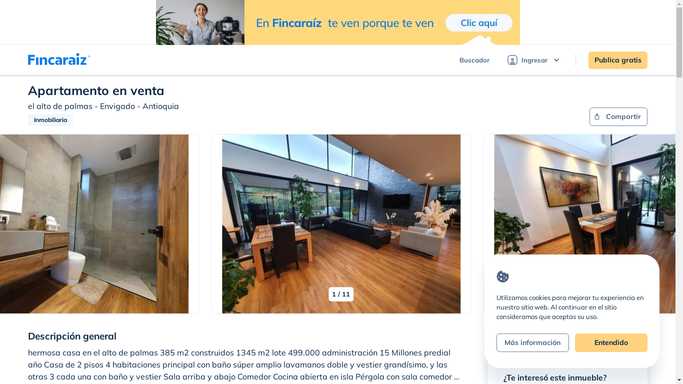 En Fincaraíz te ven porque te ven
Clic aquí
Fincaraiz
Buscador
Ingresar
Publica gratis
Apartamento en venta
el alto de palmas - Envigado - Antioquia
Inmobiliaria
Compartir
1 / 11
Descripción general
hermosa casa en el alto de palmas 385 m2 construidos 1345 m2 lote 499.000 administración 15 Millones predial
año Casa de 2 pisos 4 habitaciones principal con baño súper amplio lavamanos doble y vestier grandísimo, y las
otras 3 cada una con baño y vestier Sala arriba y abajo Comedor Cocina abierta en isla Pérgola con sala comedor ...
Utilizamos cookies para mejorar tu experiencia en
nuestro sitio web. Al continuar en el sitio
consideramos que aceptas su uso.
Más información
Entendido
¿Te interesó este inmueble?